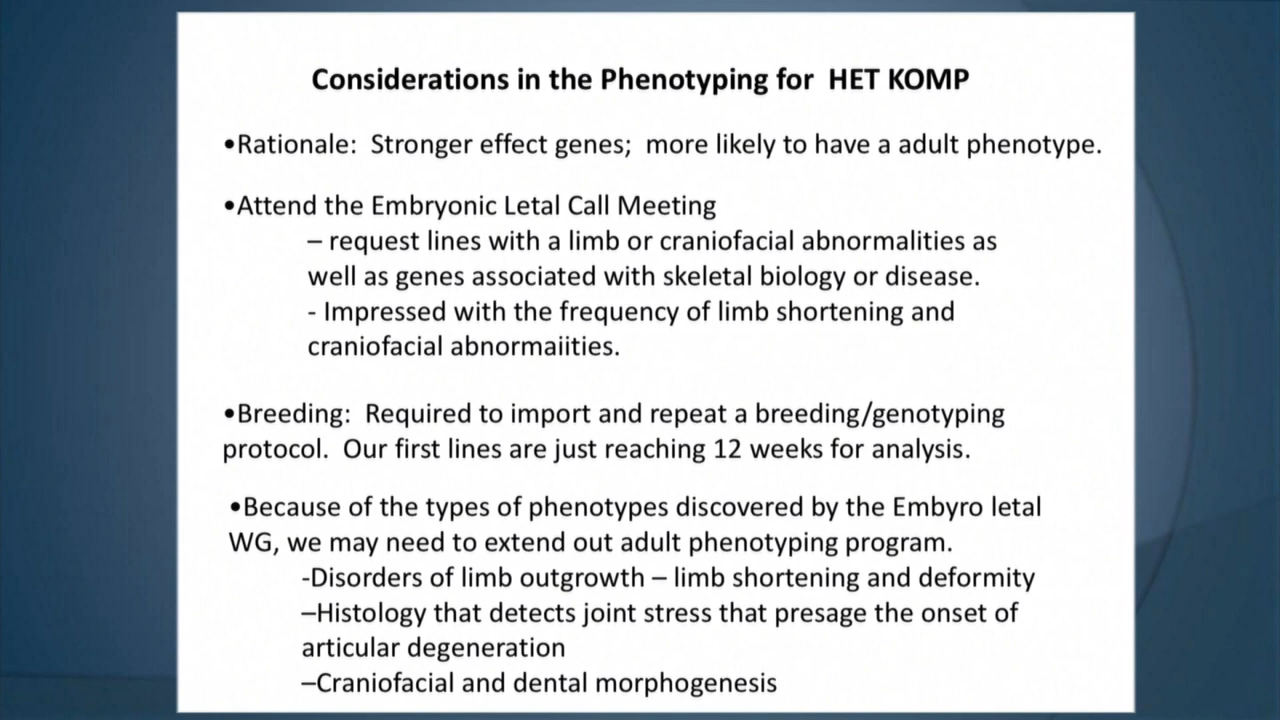 Considerations in the Phenotyping for  HET KOMP
•Rationale:  Stronger effect genes;  more likely to have a adult phenotype.
•Attend the Embryonic Letal Call Meeting
– request lines with a limb or craniofacial abnormalities as
well as genes associated with skeletal biology or disease.
- Impressed with the frequency of limb shortening and
craniofacial abnormaiities.
•Breeding:  Required to import and repeat a breeding/genotyping
protocol.  Our first lines are just reaching 12 weeks for analysis.
•Because of the types of phenotypes discovered by the Embyro letal
WG, we may need to extend out adult phenotyping program.
-Disorders of limb outgrowth – limb shortening and deformity
–Histology that detects joint stress that presage the onset of
articular degeneration
–Craniofacial and dental morphogenesis